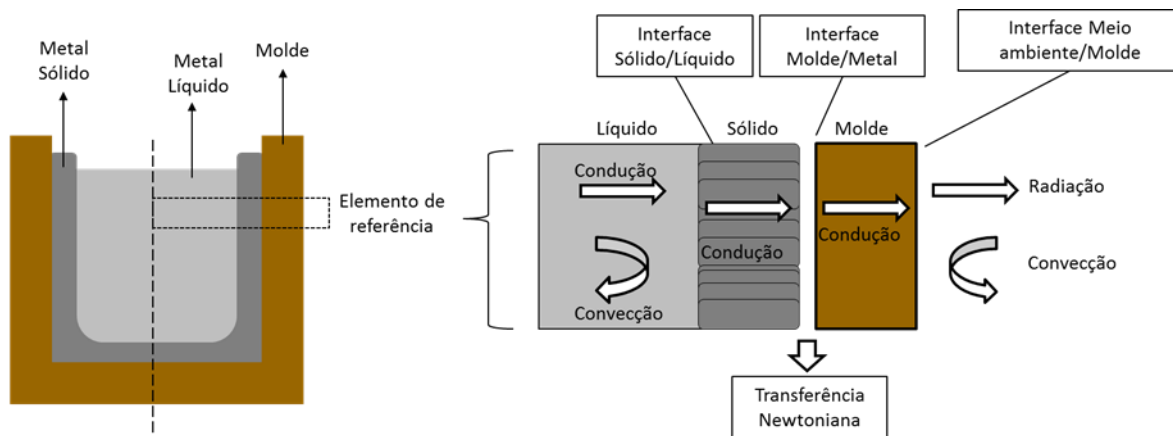 Metal
Sólido
Metal
Líquido
Molde
Elemento de
referência
Interface
Sólido/Líquido
Interface
Molde/Metal
Interface Meio
ambiente/Molde
Líquido
Sólido
Molde
Condução
Condução
Condução
Convecção
Radiação
Convecção
Transferência
Newtoniana